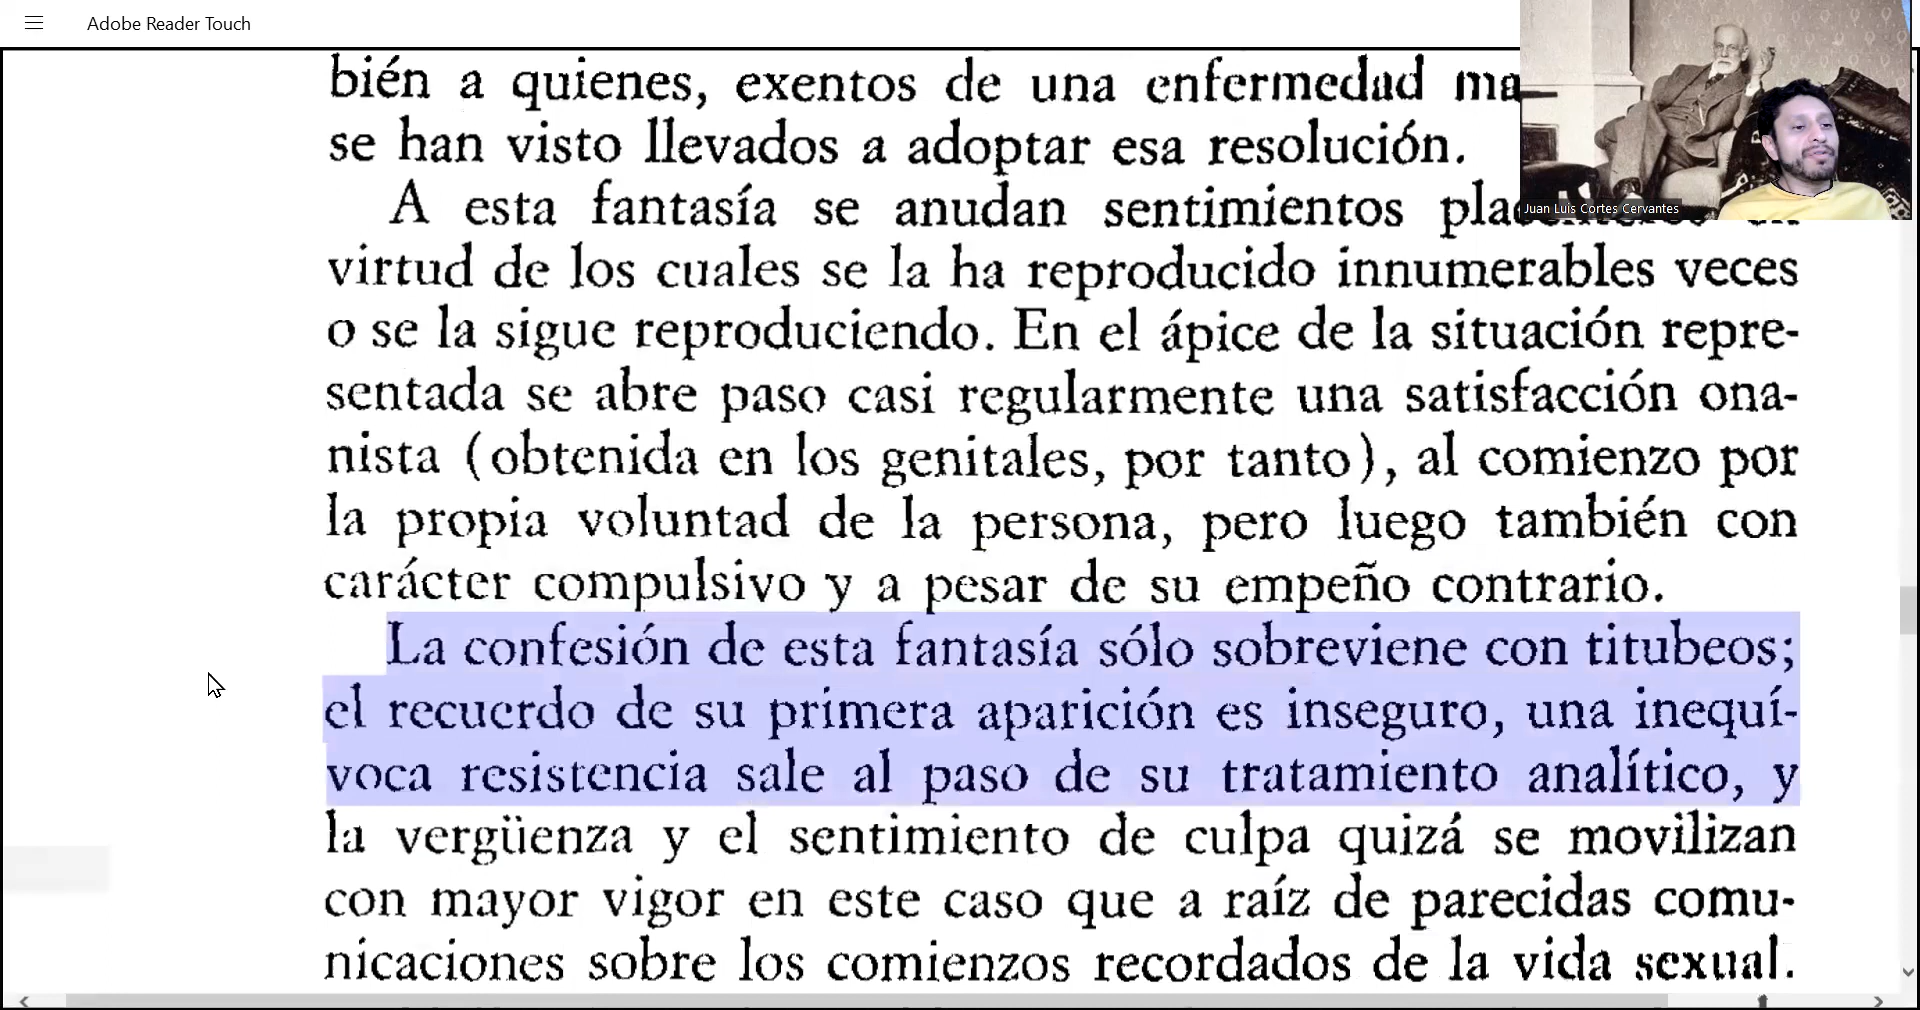 Adobe Reader Touch
bién a quienes, exentos de una enfermedad
se han visto llevados a adoptar esa resolución.
A esta fantasía se anudan sentimientos
Juan Luis Cortes Cervantes
virtud de los cuales se la ha reproducido innumerables veces
o se la sigue reproduciendo. En el ápice de la situación repre-
sentada se abre paso casi regularmente una satisfacción ona-
nista (obtenida en los genitales, por tanto), al comienzo por
la propia voluntad de la persona, pero luego también con
carácter compulsivo y a pesar de su empeño contrario.
La confesión de esta fantasía sólo sobreviene con titubeos;
el recuerdo de su primera aparición es inseguro, una inequí-
voca resistencia sale al paso de su tratamiento analítico, y
la vergüenza y el sentimiento de culpa quizá se movilizan
con mayor vigor en este caso que a raíz de parecidas comu-
nicaciones sobre los comienzos recordados de la vida sexual.